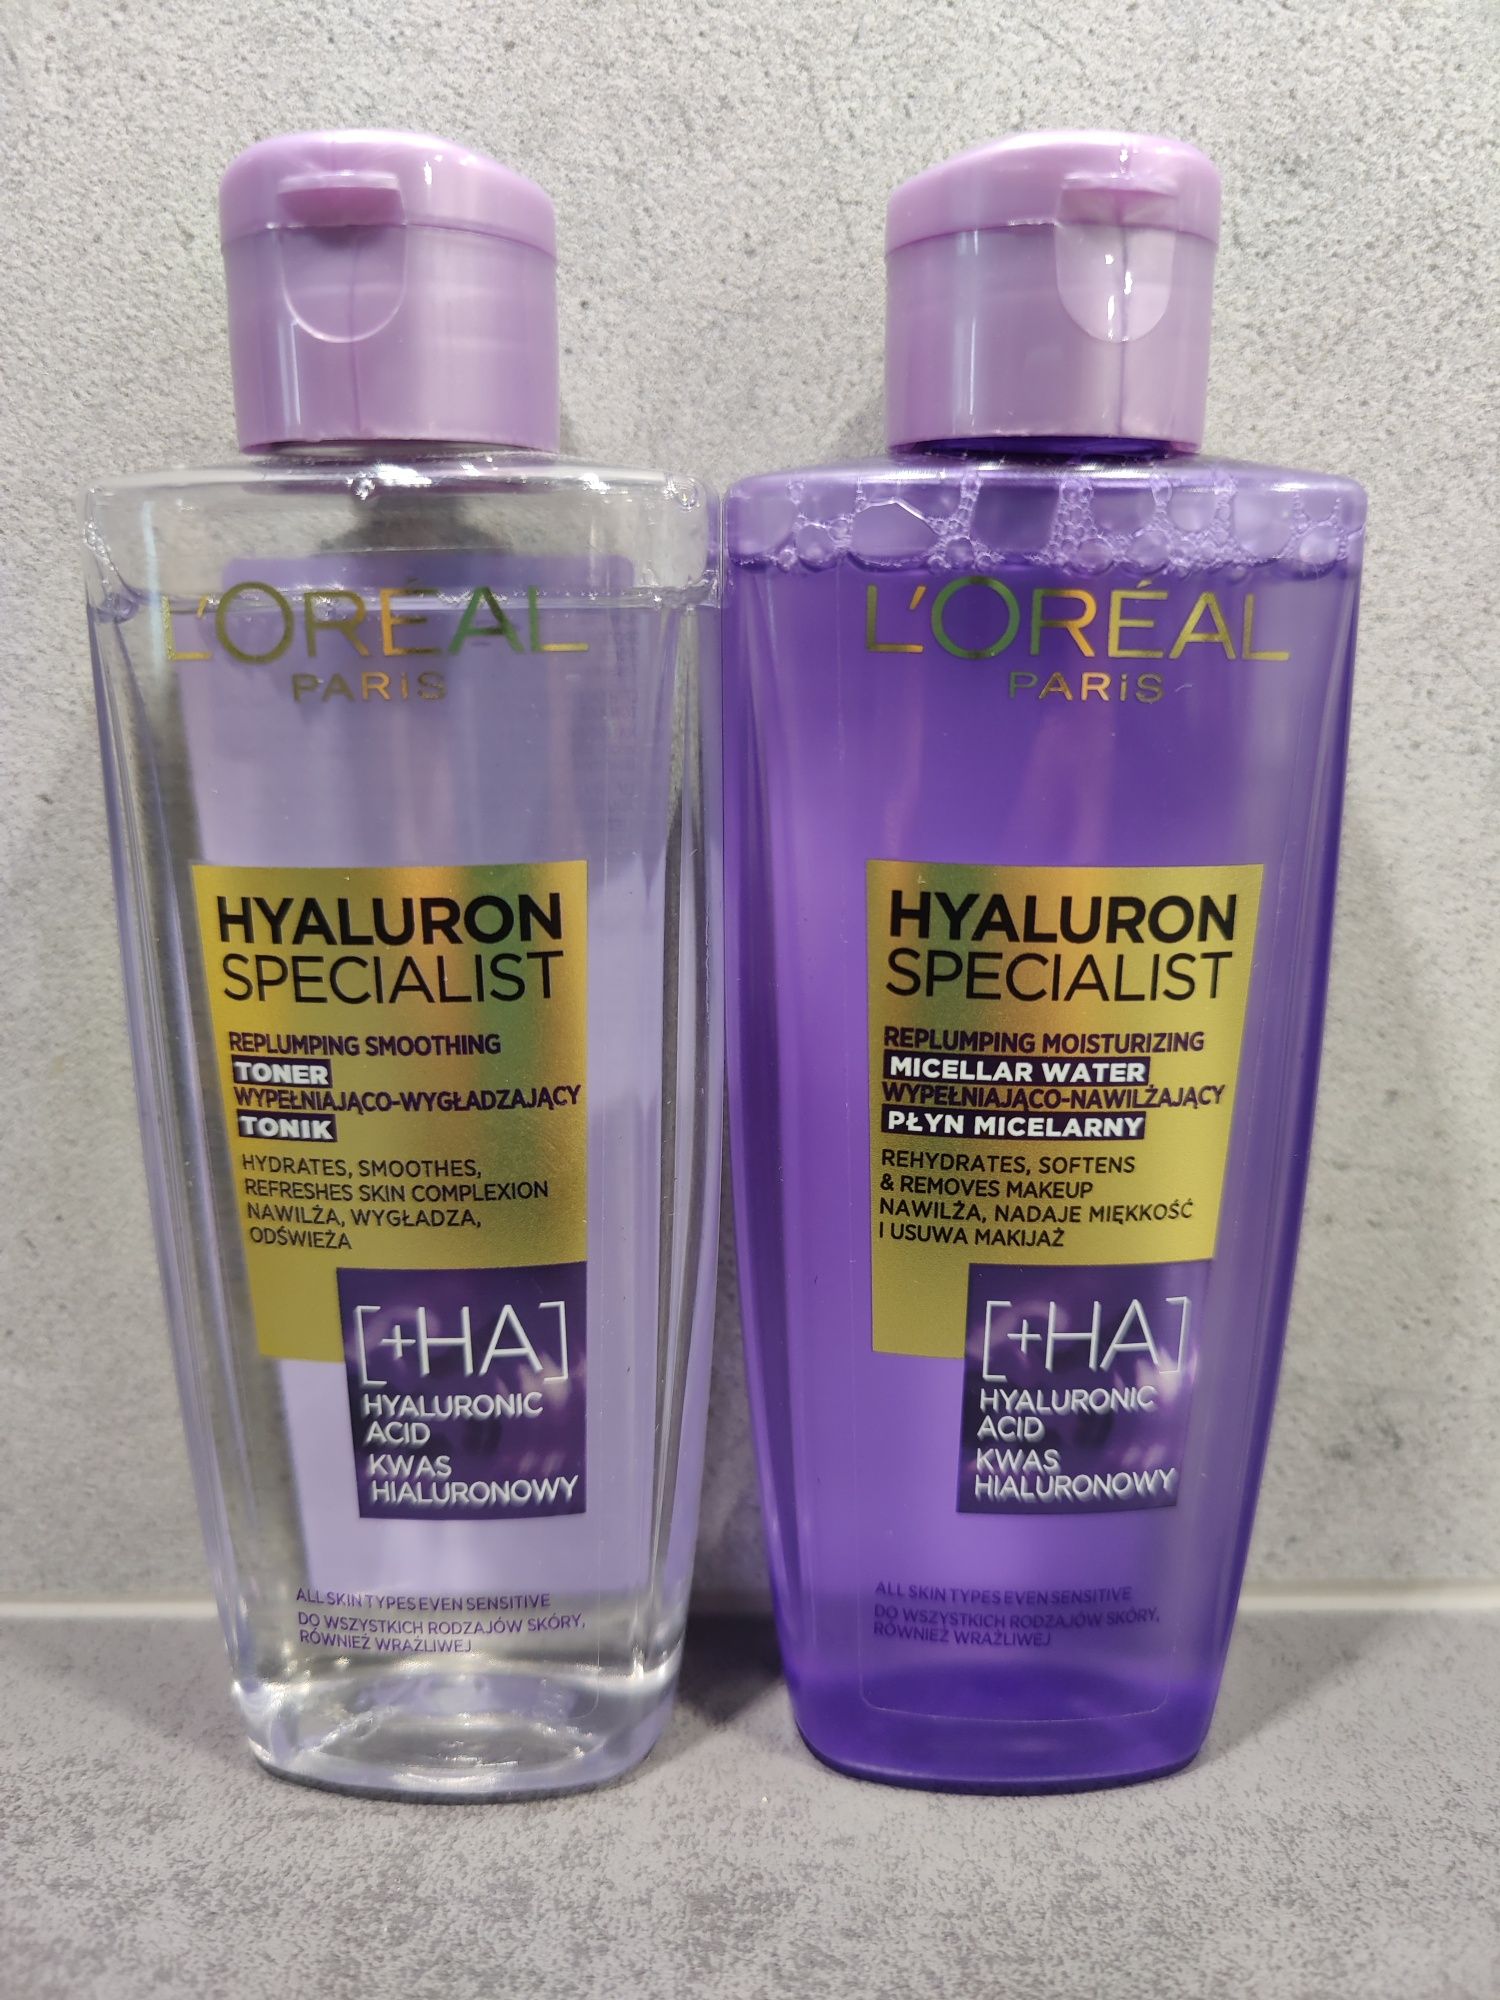 L'ORÉAL
PARIS
HYALURON
SPECIALIST
REPLUMPING SMOOTHING
TONER
WYPEŁNIAJĄCO-WYGŁADZAJĄCY
TONIK
HYDRATES, SMOOTHES,
REFRESHES SKIN COMPLEXION
NAWILŻA, WYGŁADZA,
ODŚWIEŻA
[+HA]
HYALURONIC
ACID
KWAS
HIALURONOWY
ALL SKIN TYPES EVEN SENSITIVE
DO WSZYSTKICH RODZAJÓW SKÓRY,
RÓWNIEŻ WRAŻLIWEJ
L'ORÉAL
PARIS
HYALURON
SPECIALIST
REPLUMPING MOISTURIZING
MICELLAR WATER
WYPEŁNIAJĄCO-NAWILŻAJĄCY
PŁYN MICELARNY
REHYDRATES, SOFTENS
& REMOVES MAKEUP
NAWILŻA, NADAJE MIĘKKOŚĆ
I USUWA MAKIJAŻ
[+HA]
HYALURONIC
ACID
KWAS
HIALURONOWY
ALL SKIN TYPES EVEN SENSITIVE
DO WSZYSTKICH RODZAJÓW SKÓRY,
RÓWNIEŻ WRAŻLIWEJ